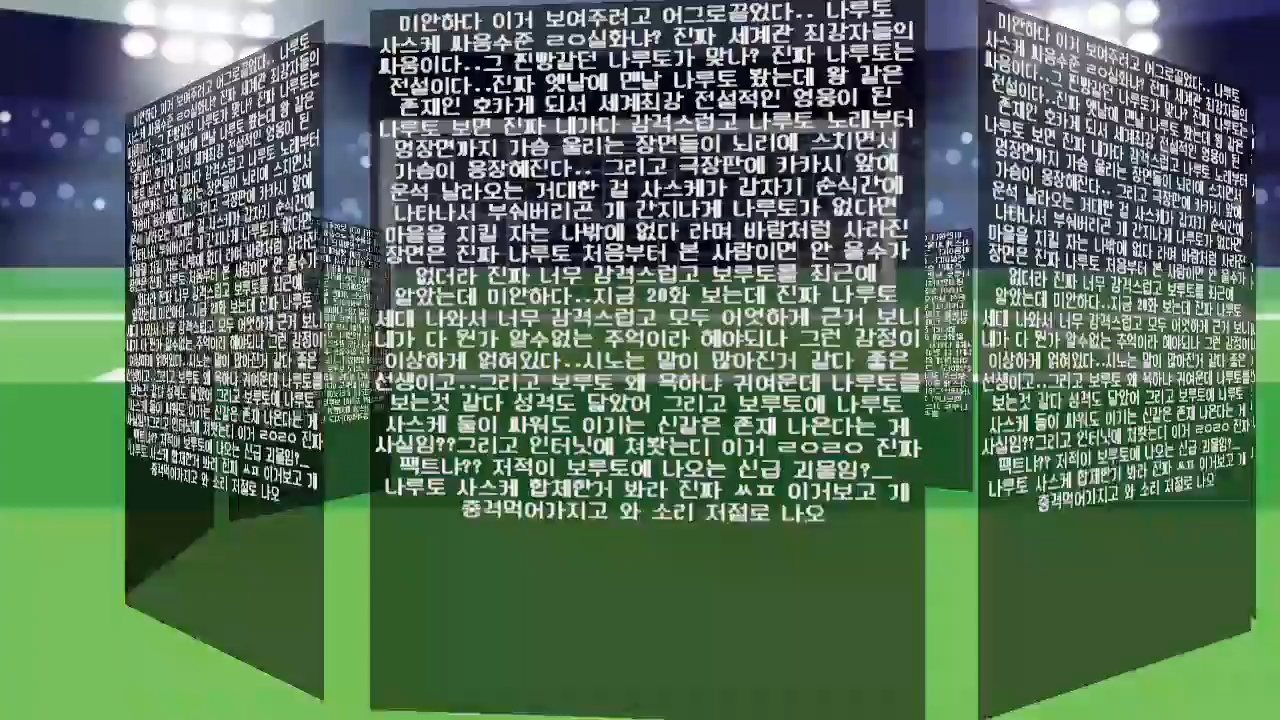 미안하다 이거 보여주려고 어그로끌었다.. 나루토
사스케 싸움수준 ㄹㅇ실화냐? 진짜 세계관 최강자들의
싸움이다..그 찐빵같던 나루토가 맞나? 진짜 나루토는
전설이다..진짜 옛날에 맨날 나루토 봤는데 왕 같은
존재인 호카게 되서 세계최강 전설적인 영웅이 된
나루토 보면 진짜 내가다 감격스럽고 나루토 노래부터
명장면까지 가슴 울리는 장면들이 뇌리에 스치면서
가슴이 웅장해진다.. 그리고 극장판에 카카시 앞에
운석 날라오는 거대한 걸 사스케가 갑자기 순식간에
나타나서 부숴버리곤 개 간지나게 나루토가 없다면
마을을 지킬 자는 나밖에 없다 라며 바람처럼 사라진
장면은 진짜 나루토 처음부터 본 사람이면 안 울수가
없더라 진짜 너무 감격스럽고 보루토를 최근에
알았는데 미안하다..지금 20화 보는데 진짜 나루토
세대 나와서 너무 감격스럽고 모두 어엿하게 큰거 보니
내가 다 뭔가 알수없는 추억이라 해야되나 그런 감정이
이상하게 얽혀있다...시노는 말이 많아진거 같다 좋은
선생이고...그리고 보루토 왜 욕하냐 귀여운데 나루토를
보는것 같다 성격도 닮았어 그리고 보루토에 나루토
사스케 둘이 싸워도 이기는 신같은 존재 나온다는 게
사실임??그리고 인터닛에 쳐봣는디 이거 ㄹㅇㄹㅇ 진짜
팩트냐?? 저적이 보루토에 나오는 신급 괴물임?_
나루토 사스케 합체한거 봐라 진짜 ㅆㅍ 이거보고 개
충격먹어가지고 와 소리 저절로 나오